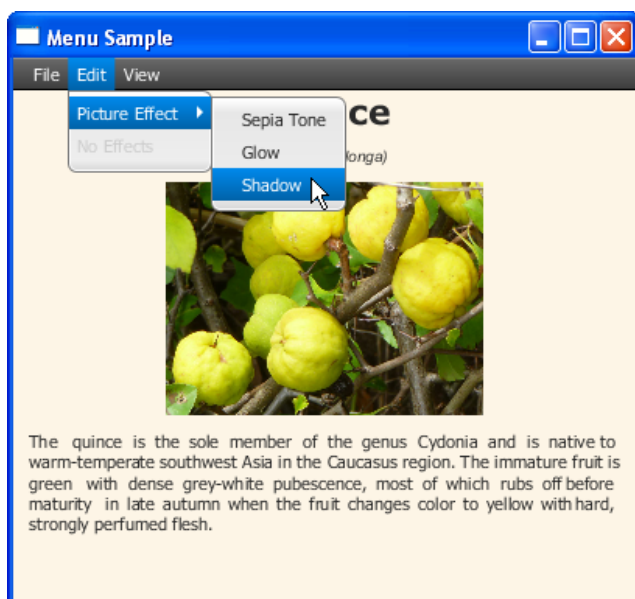 Menu Sample
File Edit View
Picture Effect
No Effects
Sepia Tone
Glow
Shadow
ce
longa)
The quince is the sole member of the genus Cydonia and is native to
warm-temperate southwest Asia in the Caucasus region. The immature fruit is
green with dense grey-white pubescence, most of which rubs off before
maturity in late autumn when the fruit changes color to yellow with hard,
strongly perfumed flesh.